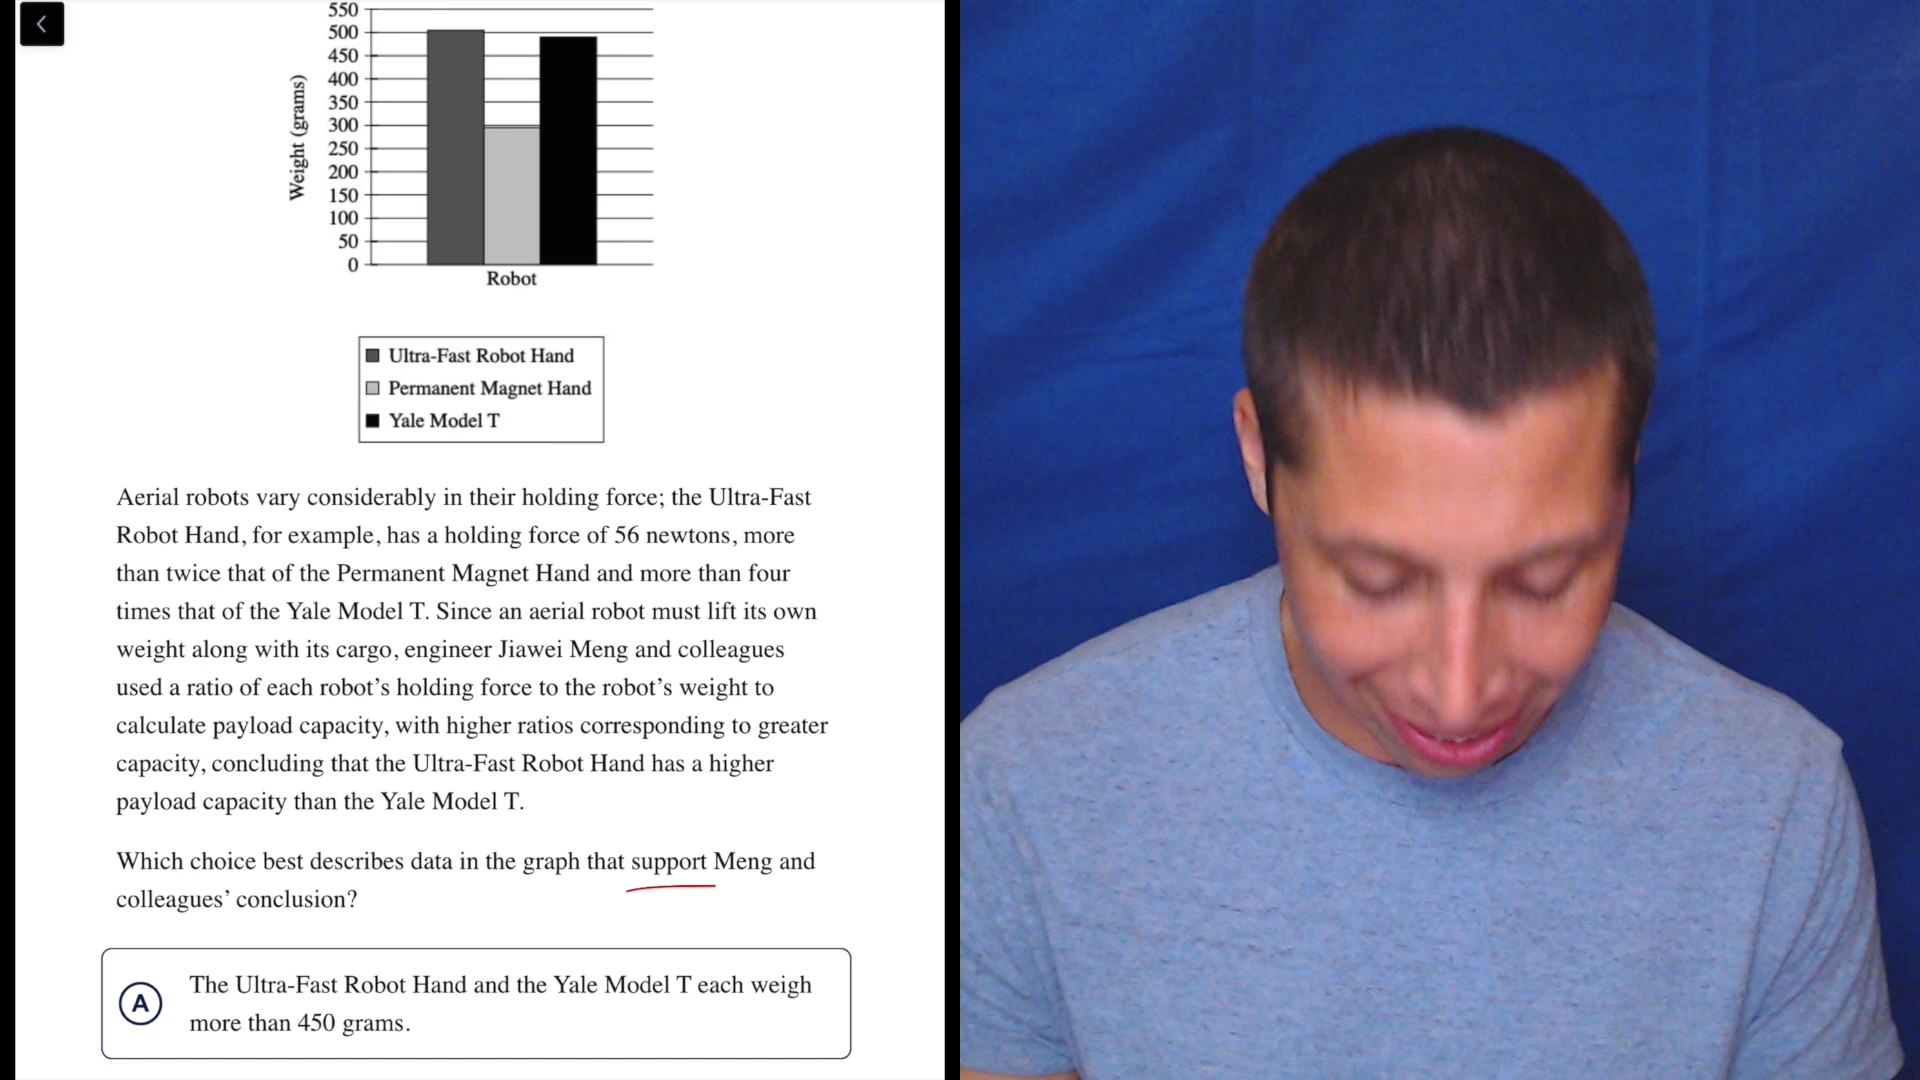 550
500
450
400
350
300
250
200
150
100
50
0
Weight (grams)
Robot
Ultra-Fast Robot Hand
Permanent Magnet Hand
Yale Model T
Aerial robots vary considerably in their holding force; the Ultra-Fast
Robot Hand, for example, has a holding force of 56 newtons, more
than twice that of the Permanent Magnet Hand and more than four
times that of the Yale Model T. Since an aerial robot must lift its own
weight along with its cargo, engineer Jiawei Meng and colleagues
used a ratio of each robot’s holding force to the robot’s weight to
calculate payload capacity, with higher ratios corresponding to greater
capacity, concluding that the Ultra-Fast Robot Hand has a higher
payload capacity than the Yale Model T.
Which choice best describes data in the graph that support Meng and
colleagues’ conclusion?
A
The Ultra-Fast Robot Hand and the Yale Model T each weigh
more than 450 grams.